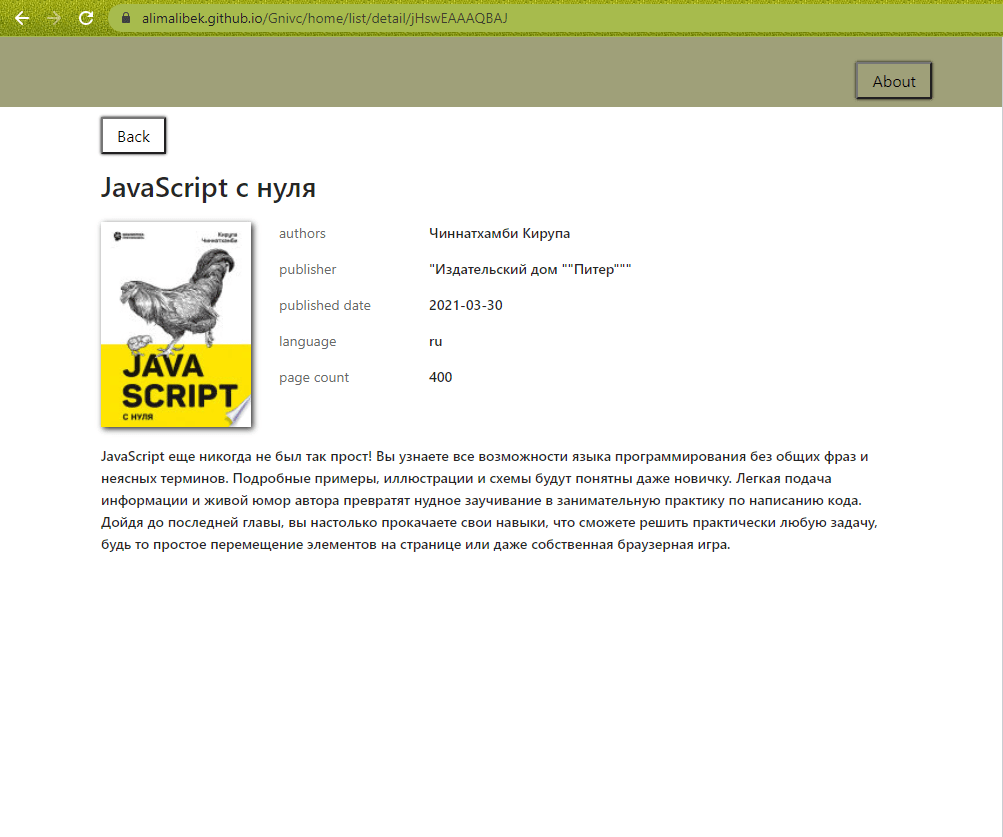 alimalibek.github.io/Gnivc/home/list/detail/jHswEAAAQBAJ
About
Back
JavaScript с нуля
Кирупа
Чиннатхамби
JAVA
SCRIPT
С НУЛЯ
authors Чиннатхамби Кирупа
publisher "Издательский дом ""Питер"""
published date 2021-03-30
language ru
page count 400
JavaScript еще никогда не был так прост! Вы узнаете все возможности языка программирования без общих фраз и
неясных терминов. Подробные примеры, иллюстрации и схемы будут понятны даже новичку. Легкая подача
информации и живой юмор автора превратят нудное заучивание в занимательную практику по написанию кода.
Дойдя до последней главы, вы настолько прокачаете свои навыки, что сможете решить практически любую задачу,
будь то простое перемещение элементов на странице или даже собственная браузерная игра.